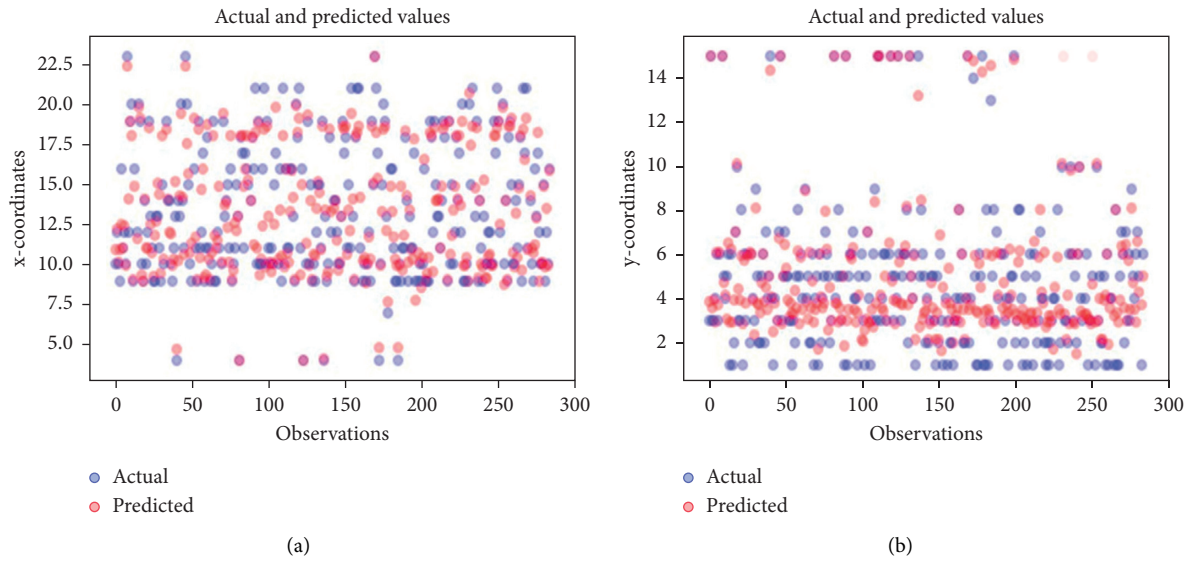 Actual and predicted values
22.5
20.0
17.5
15.0
12.5
10.0
7.5
5.0
x-coordinates
0 50 100 150 200 250 300
Observations
Actual
Predicted
(a)
Actual and predicted values
14
12
10
8
6
4
2
y-coordinates
0 50 100 150 200 250 300
Observations
Actual
Predicted
(b)